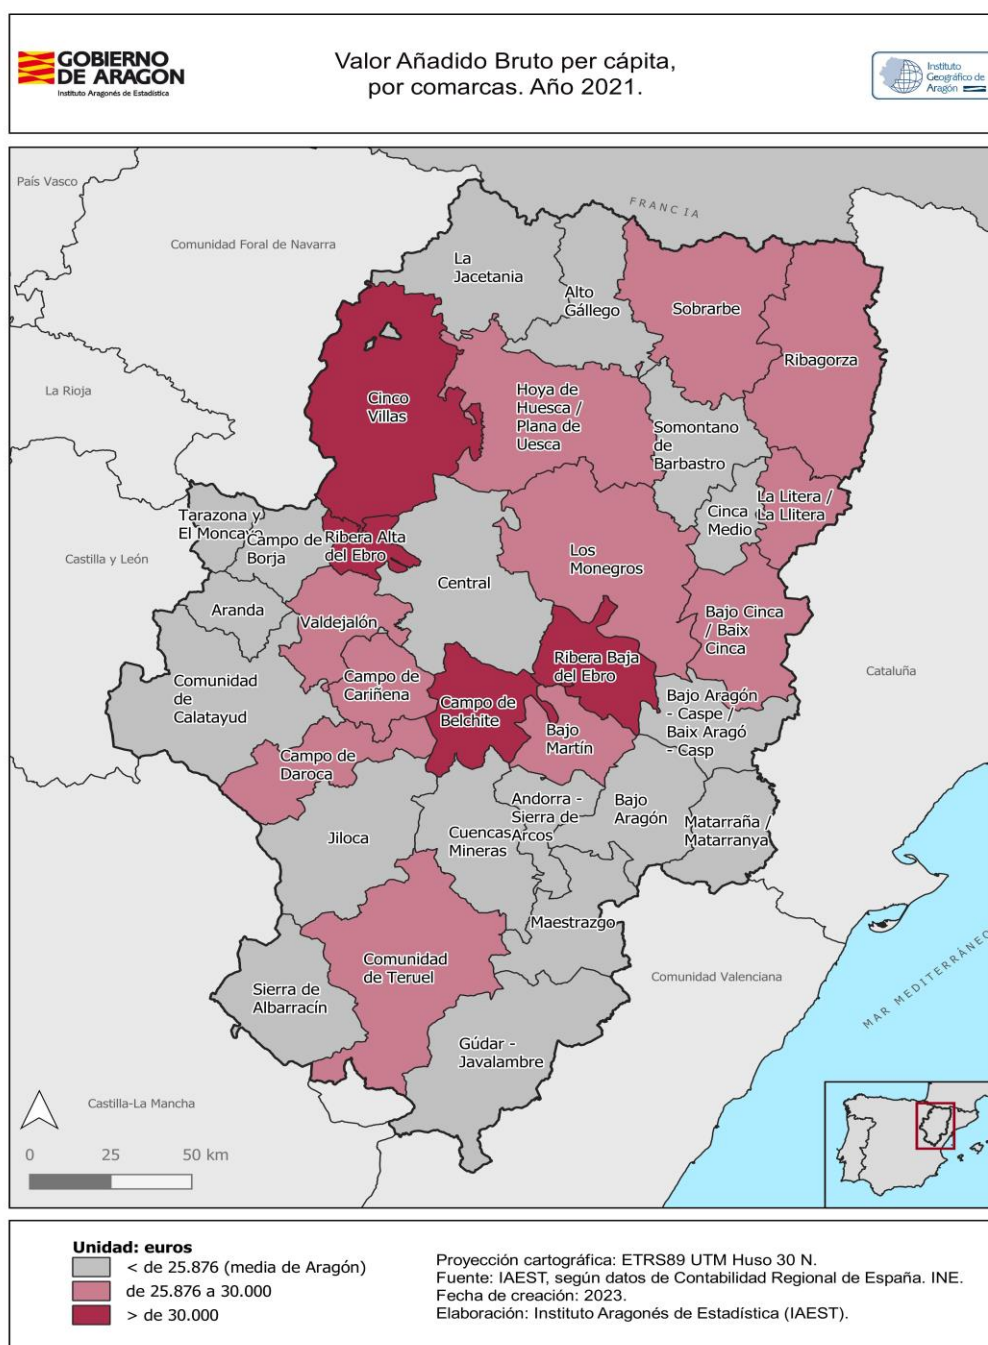 GOBIERNO
DE ARAGON
Instituto Aragonés de Estadística
Valor Añadido Bruto per cápita,
por comarcas. Año 2021.
Instituto
Geográfico de
Aragón
País Vasco
FRANCIA
Comunidad Foral de Navarra
La
Jacetania
Alto
Gállego
Sobrarbe
Ribagorza
La Rioja
Cinco
Villas
Hoya de
Huesca /
Plana de
Uesca
Somontano
de
Barbastro
La Litera /
La Llitera
Cinca
Medio
Tarazona y
El Moncayo
Campo de
Borja
Ribera Alta
del Ebro
Castilla y León
Los
Monegros
Central
Aranda
Valdejalón
Bajo Cinca
/ Baix
Cinca
Comunidad
de
Calatayud
Campo de
Cariñena
Ribera Baja
del Ebro
Cataluña
Campo de
Belchite
Bajo Aragón
- Caspe /
Baix Aragó
- Casp
Bajo
Martín
Campo de
Daroca
Andorra -
Sierra de
Arcos
Bajo
Aragón
Matarraña /
Matarranya
Jiloca
Cuencas
Mineras
Maestrazgo
Comunidad
de Teruel
Comunidad Valenciana
MAR MEDITERRÁNEO
Sierra de
Albarracín
Gúdar -
Javalambre
Castilla-La Mancha
0 25 50 km
Unidad: euros
< de 25.876 (media de Aragón)
de 25.876 a 30.000
> de 30.000
Proyección cartográfica: ETRS89 UTM Huso 30 N.
Fuente: IAEST, según datos de Contabilidad Regional de España. INE.
Fecha de creación: 2023.
Elaboración: Instituto Aragonés de Estadística (IAEST).